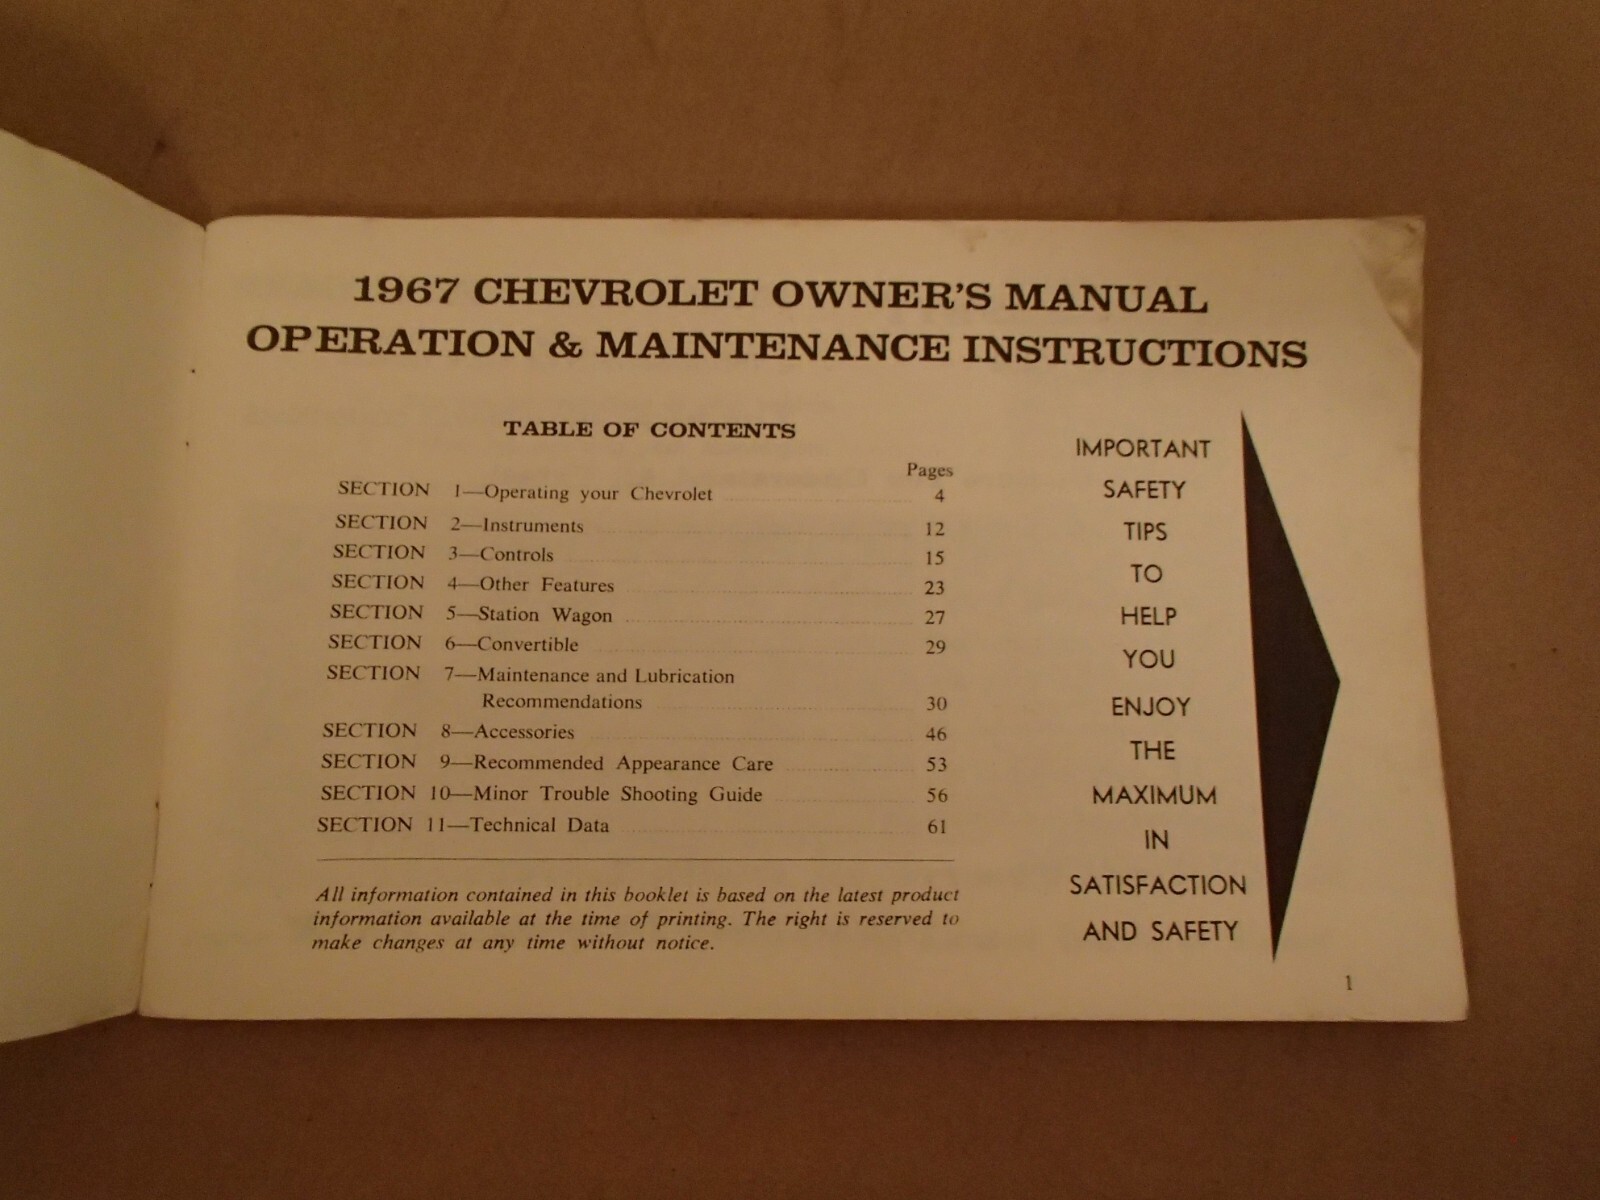 1967 CHEVROLET OWNER'S MANUAL
OPERATION & MAINTENANCE INSTRUCTIONS
TABLE OF CONTENTS
Pages
SECTION 1—Operating your Chevrolet 4
SECTION 2—Instruments 12
SECTION 3—Controls 15
SECTION 4—Other Features 23
SECTION 5—Station Wagon 27
SECTION 6—Convertible 29
SECTION 7—Maintenance and Lubrication
Recommendations 30
SECTION 8—Accessories 46
SECTION 9—Recommended Appearance Care 53
SECTION 10—Minor Trouble Shooting Guide 56
SECTION 11—Technical Data 61
All information contained in this booklet is based on the latest product
information available at the time of printing. The right is reserved to
make changes at any time without notice.
IMPORTANT
SAFETY
TIPS
TO
HELP
YOU
ENJOY
THE
MAXIMUM
IN
SATISFACTION
AND SAFETY
1